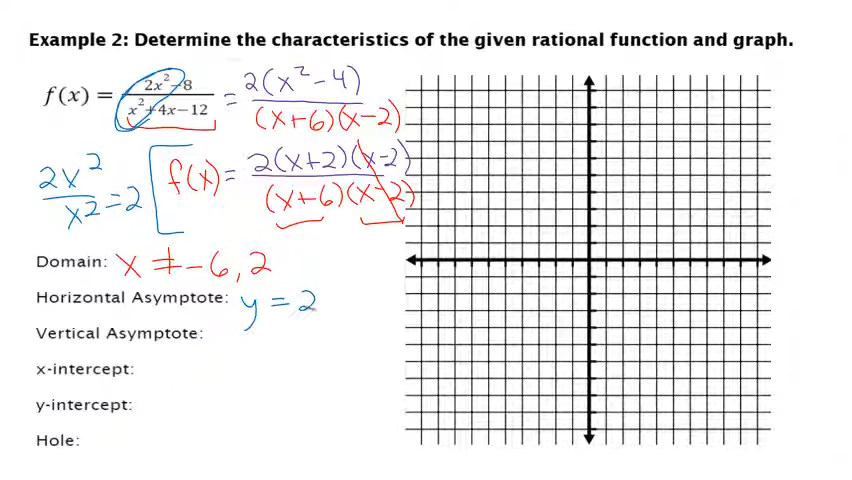 Example 2: Determine the characteristics of the given rational function and graph.
f(x) = (2x² − 8)/(x² + 4x − 12) = 2(x² − 4)/((x+6)(x−2))
2x²/x² = 2 [ f(x) = 2(x+2)(x−2)/((x+6)(x−2))
Domain: x ≠ −6, 2
Horizontal Asymptote: y = 2
Vertical Asymptote:
x-intercept:
y-intercept:
Hole: